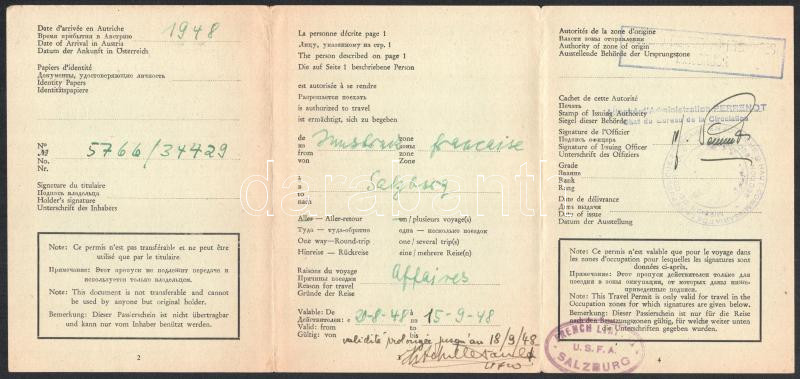 Date d'arrivée en Autriche
Время прибытия в Австрию
Date of Arrival in Austria
Datum der Ankunft in Österreich
1948
Papiers d'identité
Документы, удостоверяющие личность
Identity Papers
Identitätspapiere
Nº
№
No.
Nr.
5766/34429
Signature du titulaire
Подпись владельца
Holder's signature
Unterschrift des Inhabers
Note: Ce permis n'est pas transférable et ne peut être
utilisé que par le titulaire.
Примечание: Этот пропуск не подлежит передаче и
используется только владельцем.
Note: This document is not transferable and cannot
be used by anyone but original holder.
Bemerkung: Dieser Passierschein ist nicht übertragbar
und kann nur vom Inhaber benützt werden.
2
La personne décrite page 1
Лицу, указанному на стр. 1
The person described on page 1
Die auf Seite 1 beschriebene Person
est autorisée à se rendre
Разрешается поехать
is authorized to travel
ist ermächtigt, sich zu begeben
de Innsbruck zone française
из зоны
from zone
von Zone
à Salzburg
в
to
nach
Aller — Aller-retour un / plusieurs voyage(s)
Туда — туда-обратно одна — несколько поездок
One way—Round-trip one / several trip(s)
Hinreise — Rückreise eine / mehrere Reise(n)
Raisons du voyage
Причины поездки
Reason for travel
Gründe der Reise
Affaires
Valable: De 20-8-48 à 15-9-48
Действителен: с по
Valid: from to
Gültig: von bis
validité prolongée jusqu'au 18/9/48
Autorités de la zone d'origine
Власти зоны отправления
Authority of zone of origin
Ausstellende Behörde der Ursprungszone
Cachet de cette Autorité
Печать
Stamp of Issuing Authority
Siegel dieser Behörde
d'Administration PERRENOT
Chef du Bureau de la Circulation
Signature de l'Officier
Подпись офицера
Signature of Issuing Officer
Unterschrift des Offiziers
Grade
Звание
Rank
Rang
Date de délivrance
Дата выдачи
Date of issue
Datum der Ausstellung
Note: Ce permis n'est valable que pour le voyage dans
les zones d'occupation pour lesquelles les signatures sont
données ci-après.
Примечание: Этот пропуск действителен только для
поездки в зоны оккупации, от которых даны ниже-
приведенные подписи.
Note: This Travel Permit is only valid for travel in the
Occupation zones for which signatures are given below.
Bemerkung: Dieser Passierschein ist nur für die Reise
nach den Besatzungszonen gültig, für welche weiter unten
die Unterschriften gegeben wurden.
FRENCH
U.S.F.A.
SALZBURG
4
darabanth